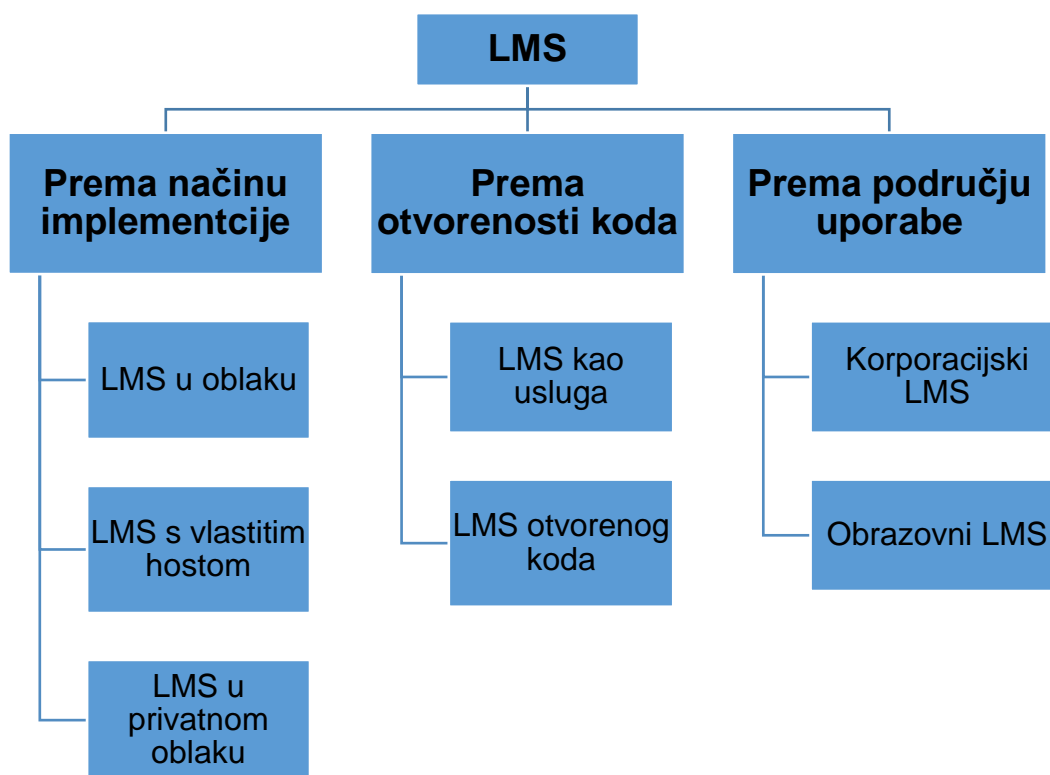 LMS
Prema načinu
implementcije
LMS u oblaku
LMS s vlastitim
hostom
LMS u
privatnom
oblaku
Prema
otvorenosti koda
LMS kao
usluga
LMS otvorenog
koda
Prema području
uporabe
Korporacijski
LMS
Obrazovni LMS